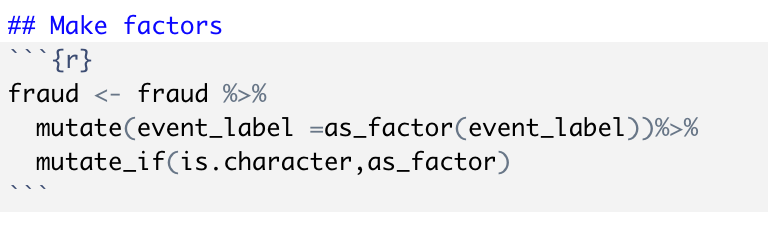 ## Make factors
```{r}
fraud <- fraud %>%
  mutate(event_label =as_factor(event_label))%>%
  mutate_if(is.character,as_factor)
```